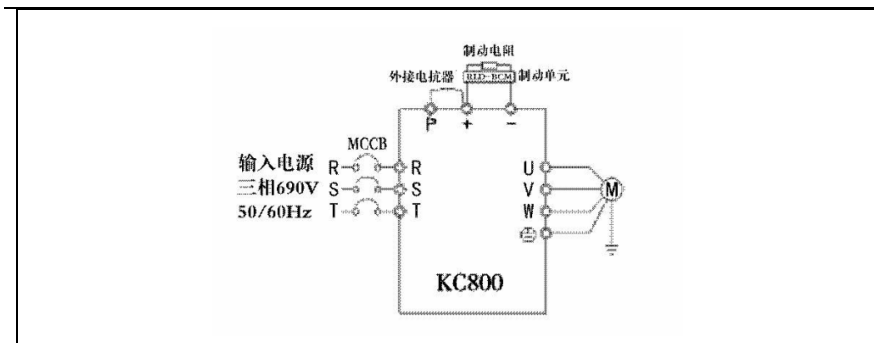 制动电阻
外接电抗器 RLD-BCM 制动单元
P + -
MCCB
输入电源 R R U
三相690V S S V M
50/60Hz T T W
KC800